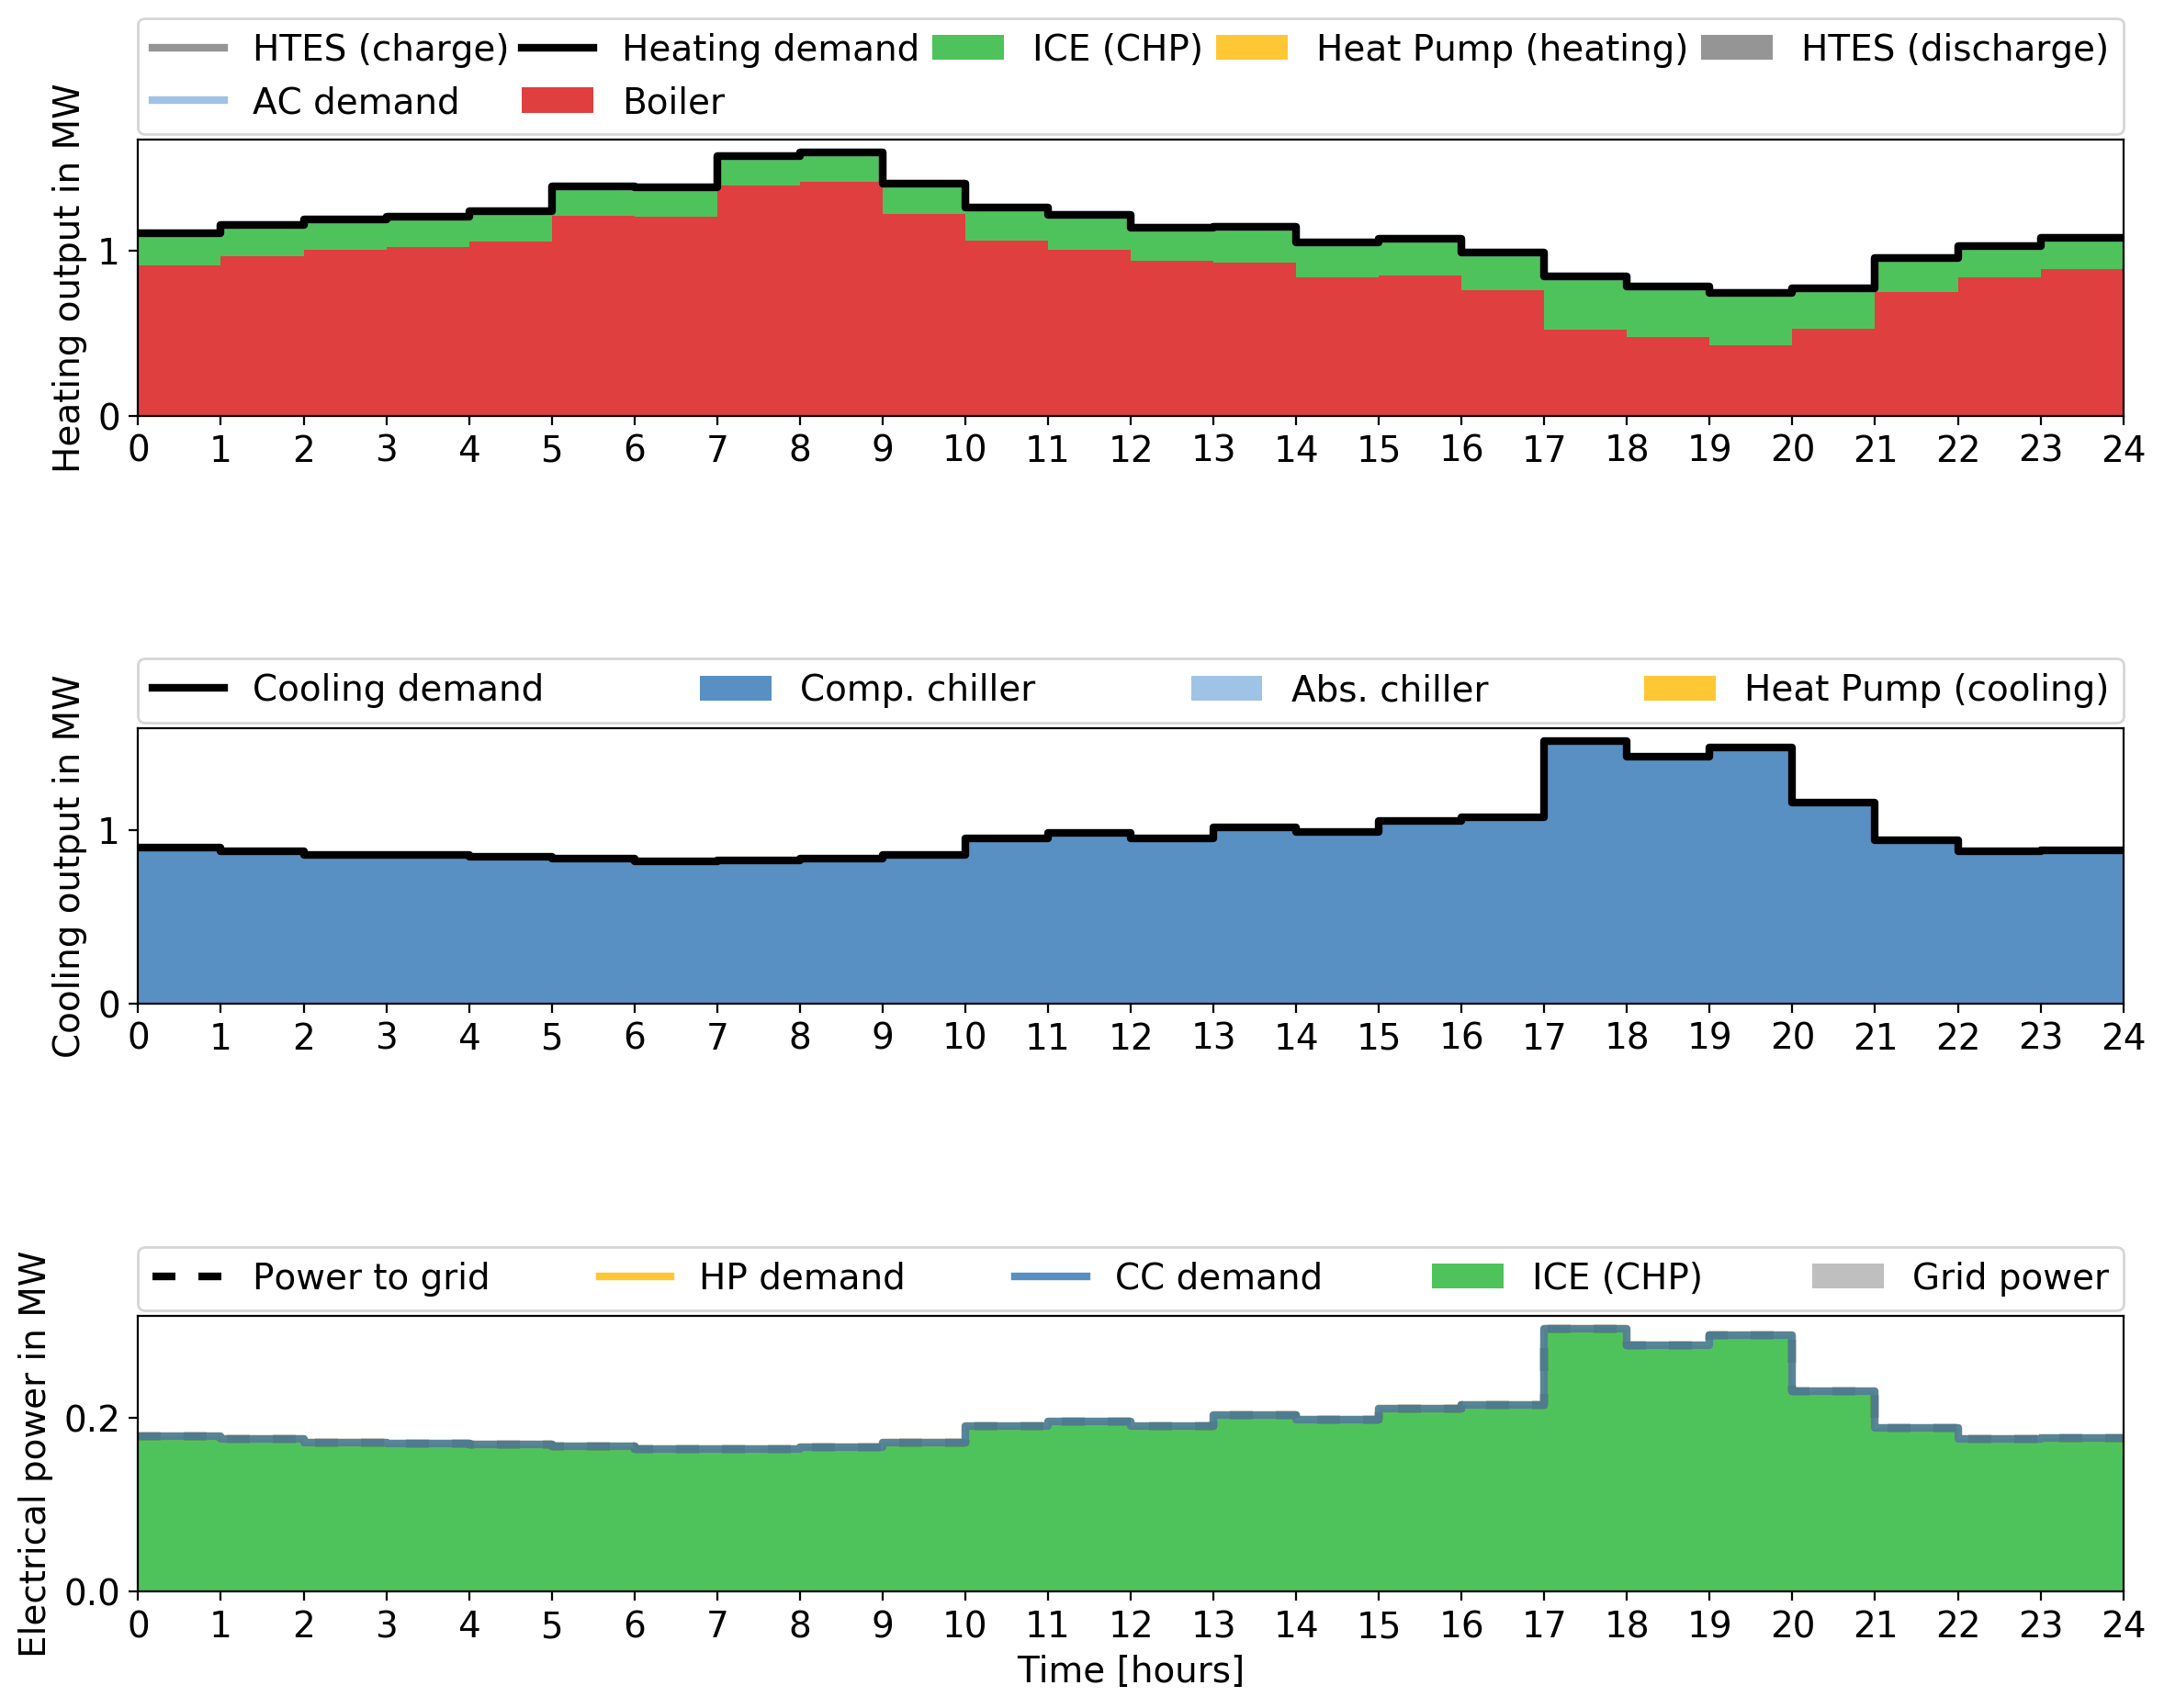 HTES (charge) Heating demand ICE (CHP) Heat Pump (heating) HTES (discharge)
AC demand Boiler
Heating output in MW
1
0
0 1 2 3 4 5 6 7 8 9 10 11 12 13 14 15 16 17 18 19 20 21 22 23 24
Cooling demand Comp. chiller Abs. chiller Heat Pump (cooling)
Cooling output in MW
1
0
0 1 2 3 4 5 6 7 8 9 10 11 12 13 14 15 16 17 18 19 20 21 22 23 24
Power to grid HP demand CC demand ICE (CHP) Grid power
Electrical power in MW
0.2
0.0
0 1 2 3 4 5 6 7 8 9 10 11 12 13 14 15 16 17 18 19 20 21 22 23 24
Time [hours]